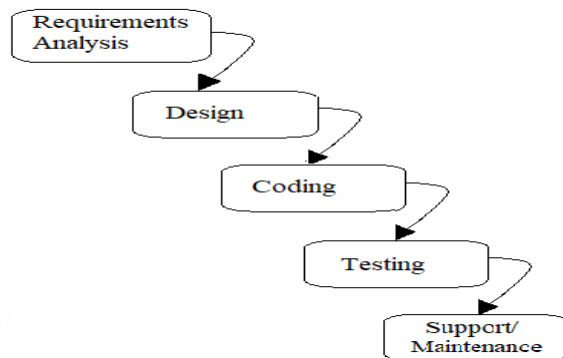 Requirements
Analysis
Design
Coding
Testing
Support/
Maintenance